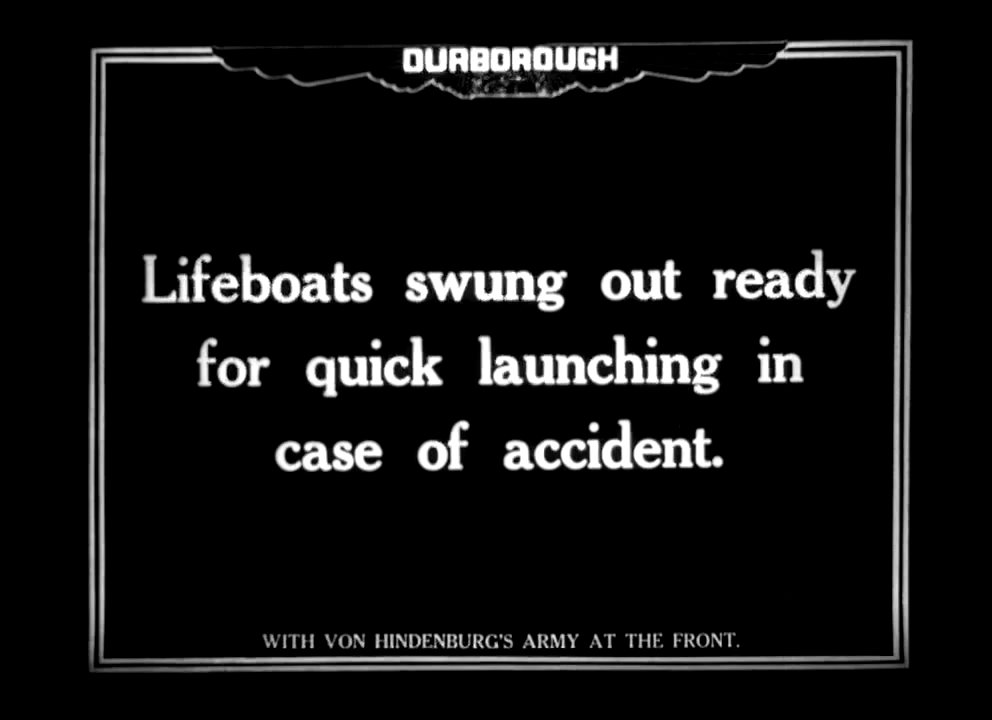 DURBOROUGH
Lifeboats swung out ready
for quick launching in
case of accident.
WITH VON HINDENBURG'S ARMY AT THE FRONT.